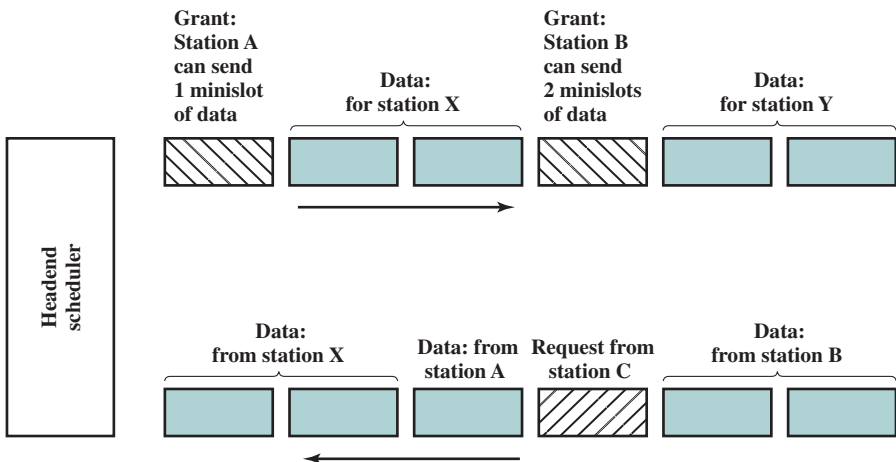 Grant:
Station A
can send
1 minislot
of data
Data:
for station X
Grant:
Station B
can send
2 minislots
of data
Data:
for station Y
Headend
scheduler
Data:
from station X
Data: from
station A
Request from
station C
Data:
from station B